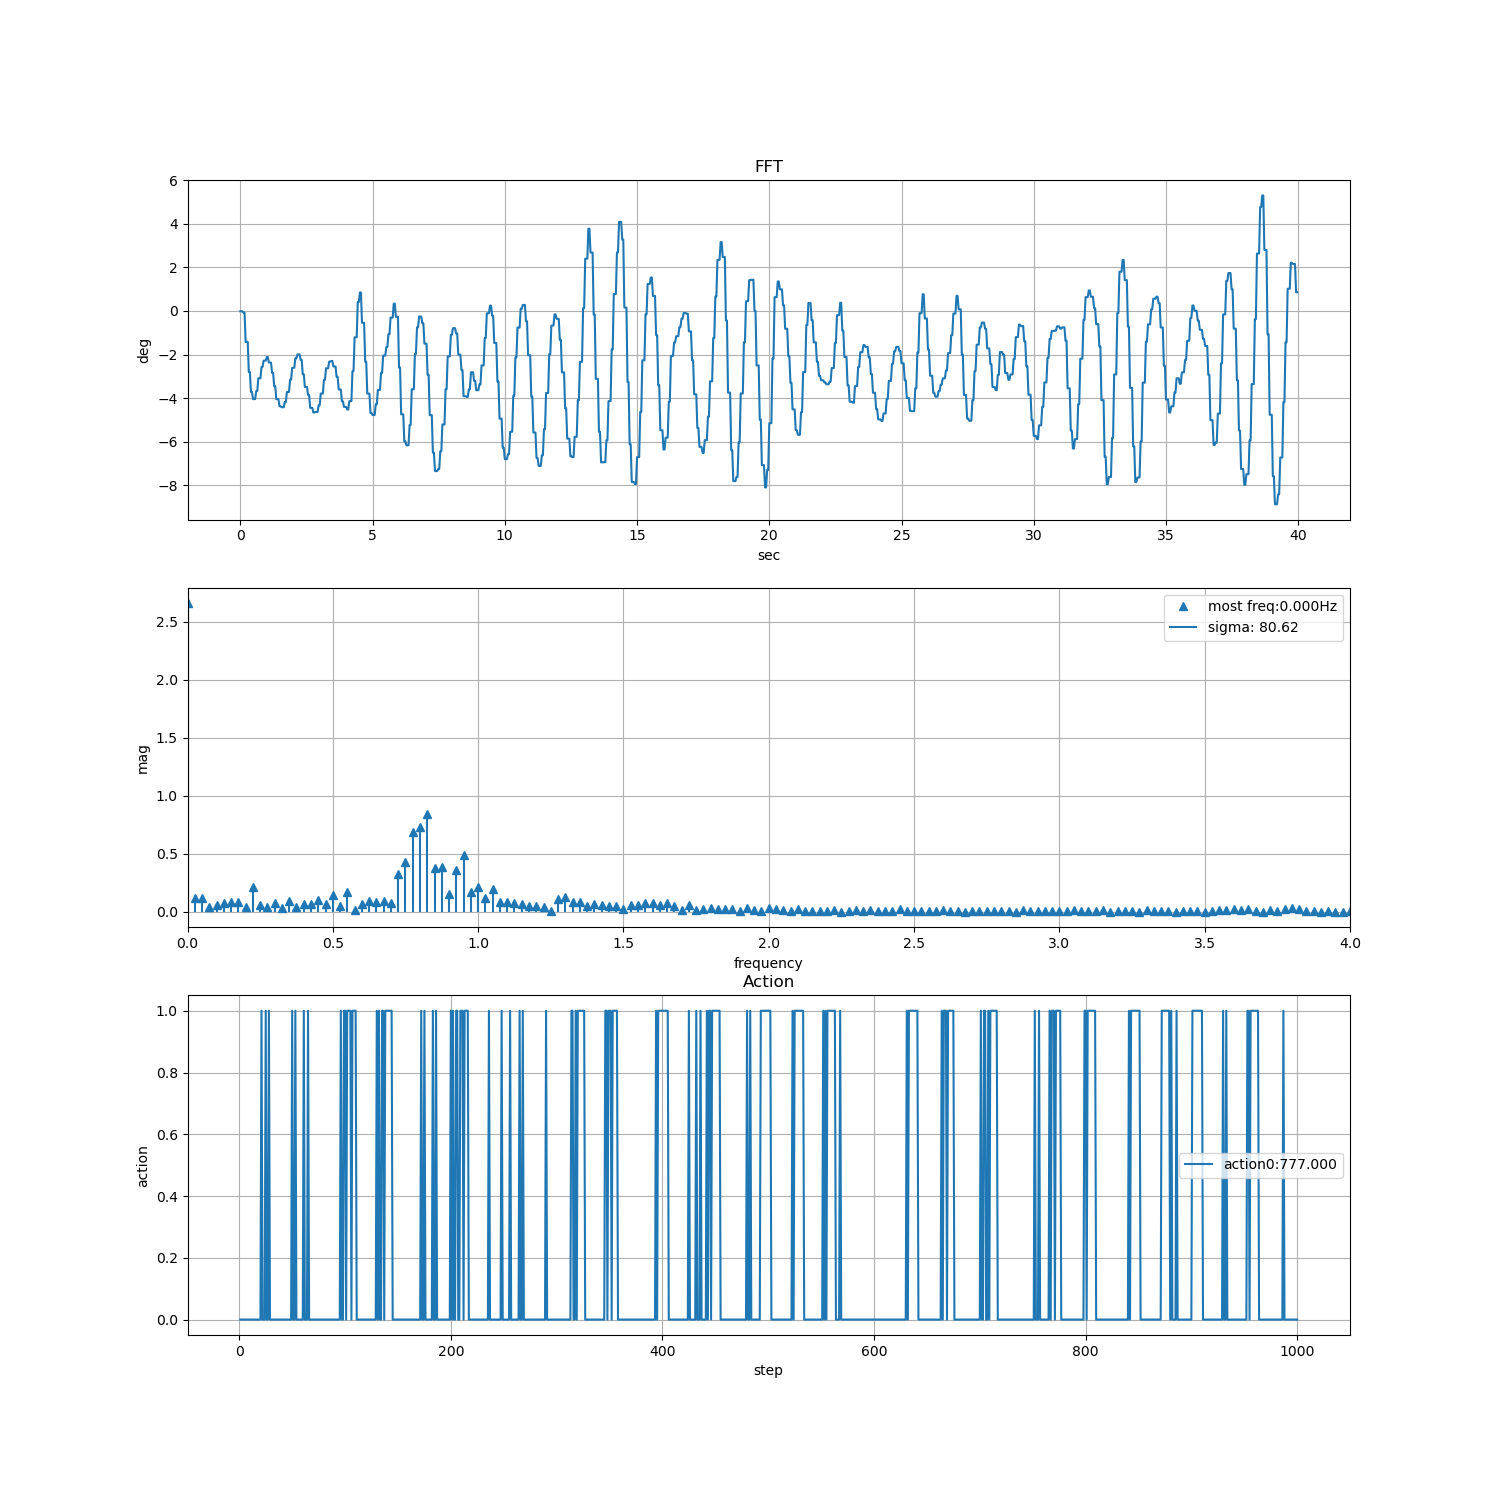 FFT
6
4
2
0
−2
−4
−6
−8
deg
0 5 10 15 20 25 30 35 40
sec
2.5
2.0
1.5
1.0
0.5
0.0
mag
most freq:0.000Hz
sigma: 80.62
0.0 0.5 1.0 1.5 2.0 2.5 3.0 3.5 4.0
frequency
Action
1.0
0.8
0.6
0.4
0.2
0.0
action
action0:777.000
0 200 400 600 800 1000
step